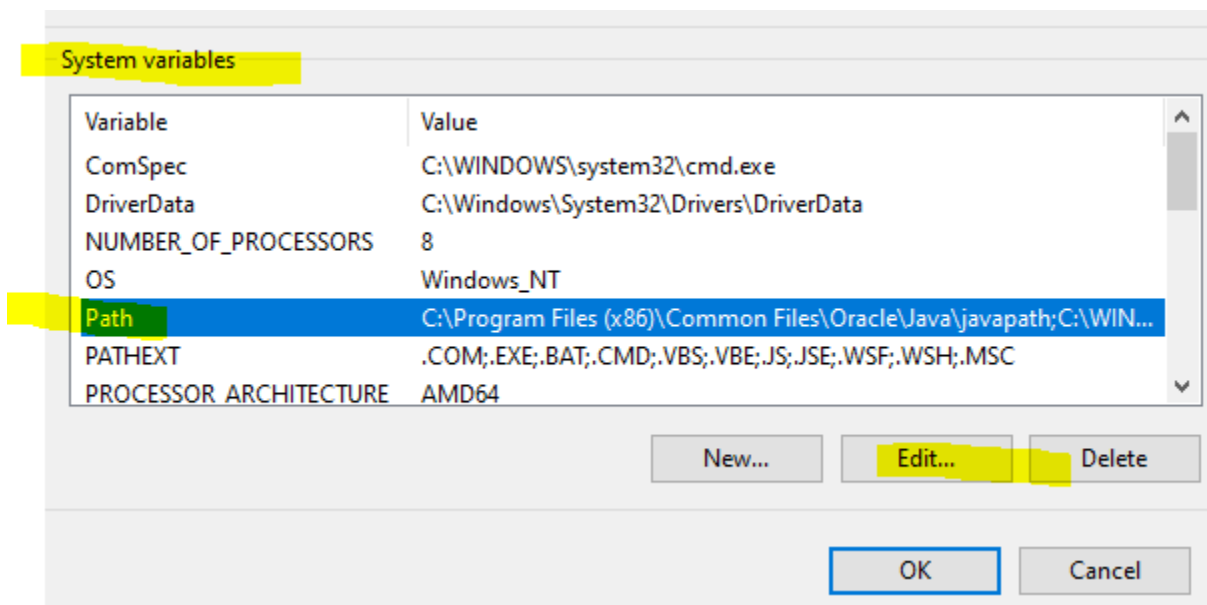 System variables
Variable Value
ComSpec C:\WINDOWS\system32\cmd.exe
DriverData C:\Windows\System32\Drivers\DriverData
NUMBER_OF_PROCESSORS 8
OS Windows_NT
Path C:\Program Files (x86)\Common Files\Oracle\Java\javapath;C:\WIN...
PATHEXT .COM;.EXE;.BAT;.CMD;.VBS;.VBE;.JS;.JSE;.WSF;.WSH;.MSC
PROCESSOR_ARCHITECTURE AMD64
New... Edit... Delete
OK Cancel